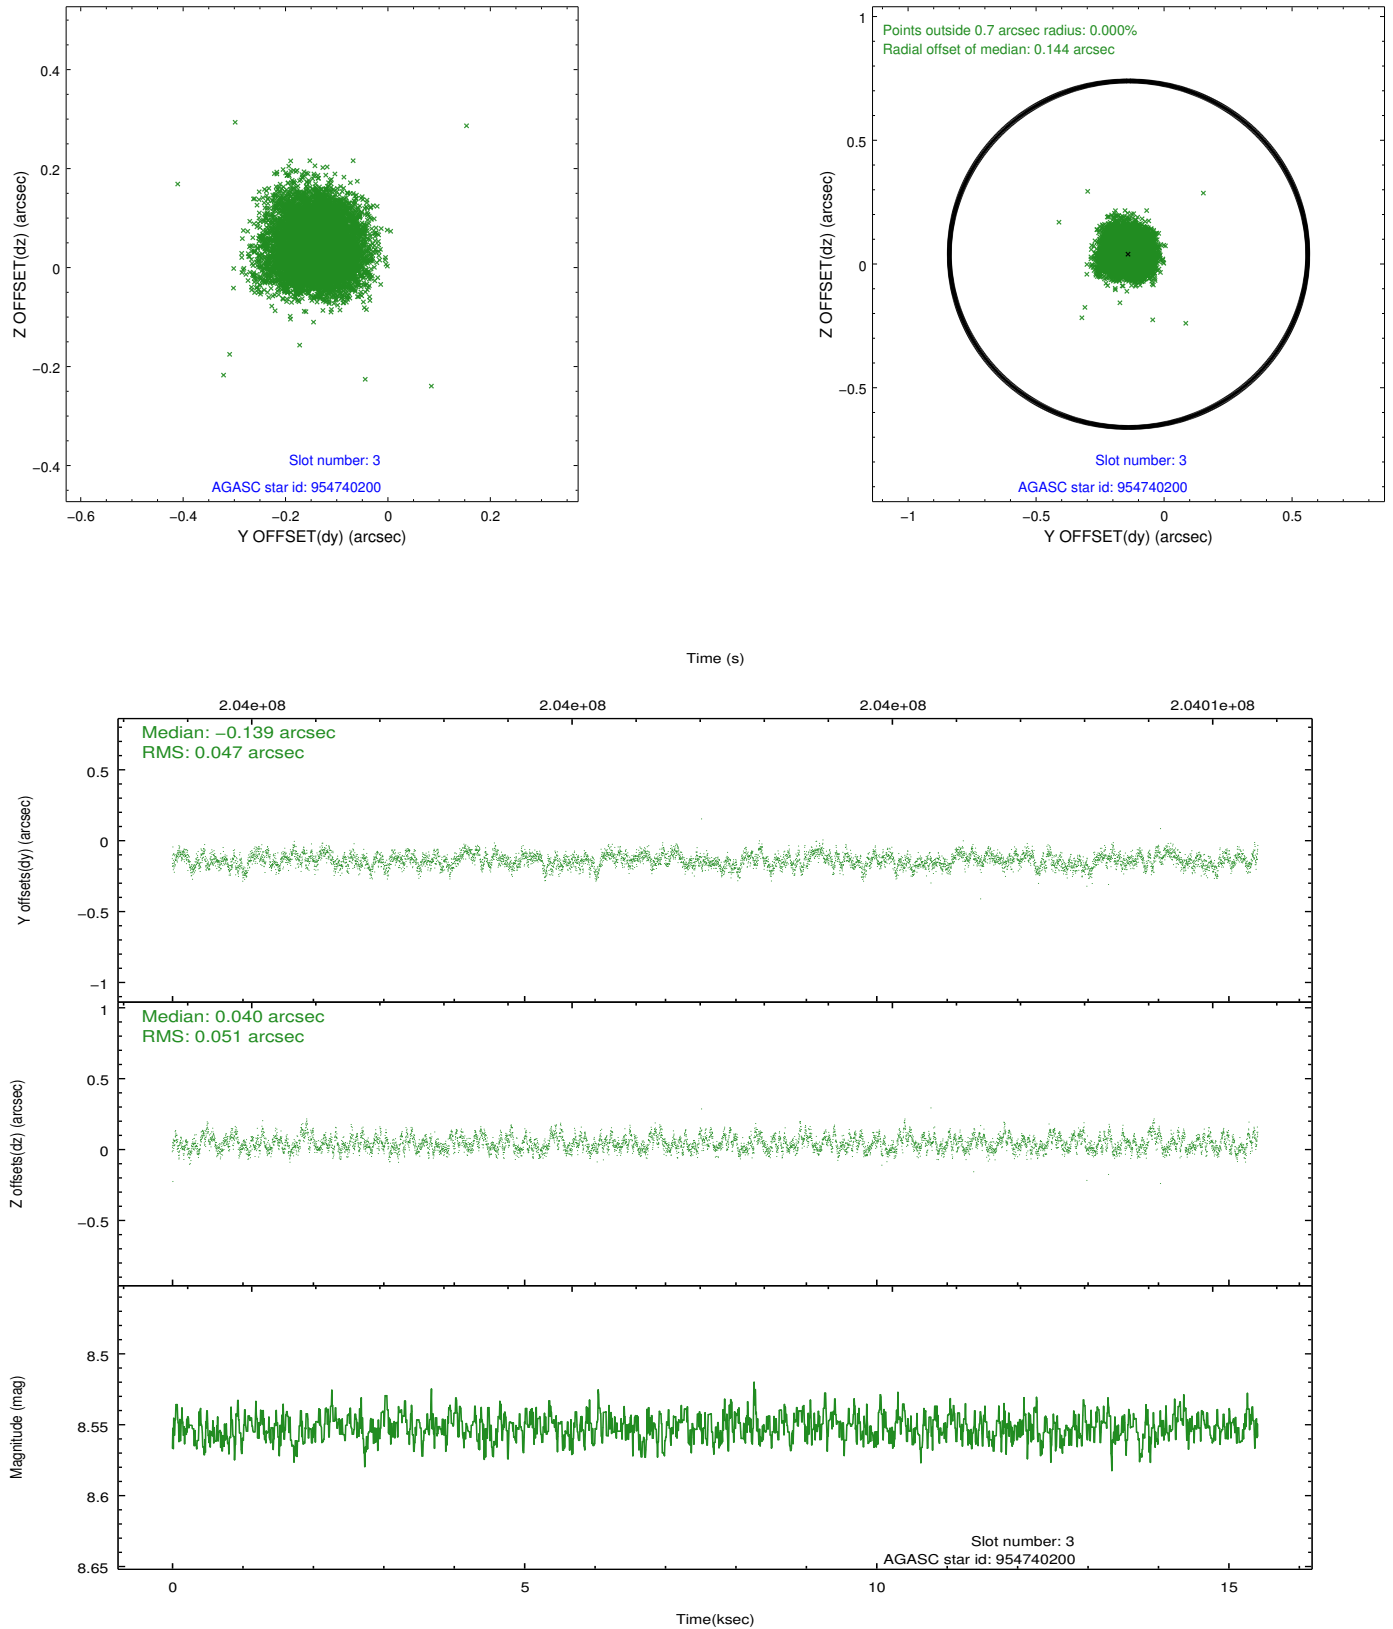 0.4
0.2
0
−0.2
−0.4
Z OFFSET(dz) (arcsec)
Slot number: 3
AGASC star id: 954740200
−0.6
−0.4
−0.2
0
0.2
Y OFFSET(dy) (arcsec)
Points outside 0.7 arcsec radius: 0.000%
Radial offset of median: 0.144 arcsec
1
0.5
0
−0.5
Z OFFSET(dz) (arcsec)
Slot number: 3
AGASC star id: 954740200
−1
−0.5
0
0.5
Y OFFSET(dy) (arcsec)
Time (s)
2.04e+08
2.04e+08
2.04e+08
2.0401e+08
Median: −0.139 arcsec
RMS: 0.047 arcsec
0.5
0
−0.5
−1
Y offsets(dy) (arcsec)
Median: 0.040 arcsec
RMS: 0.051 arcsec
1
0.5
0
−0.5
Z offsets(dz) (arcsec)
8.5
8.55
8.6
8.65
Magnitude (mag)
Slot number: 3
AGASC star id: 954740200
0
5
10
15
Time(ksec)